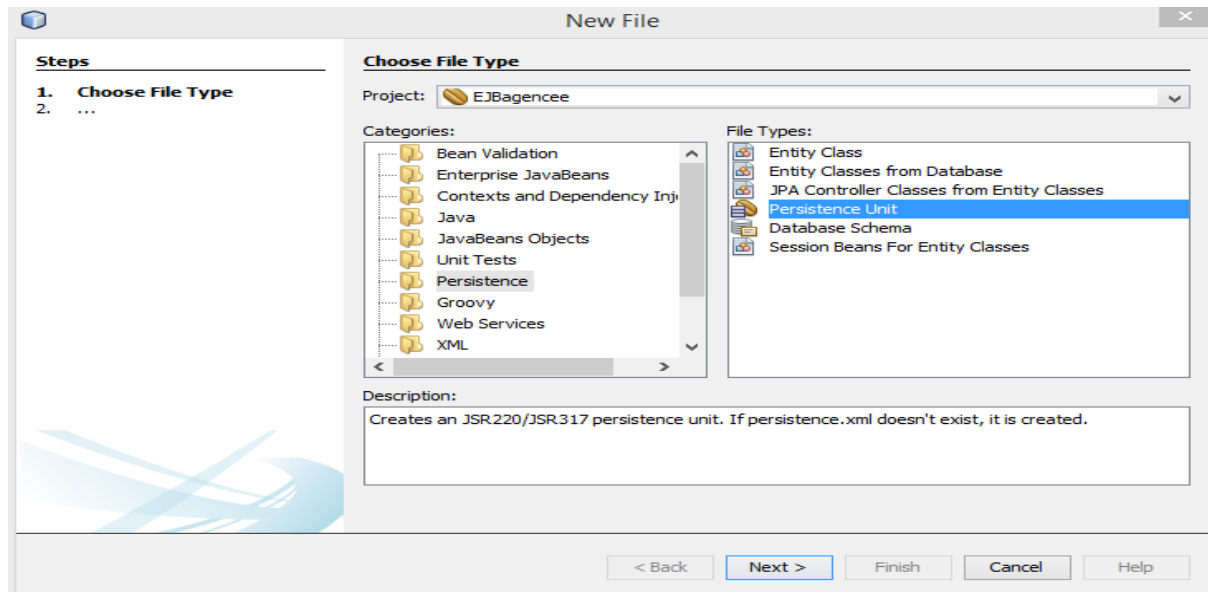 New File
Steps
1. Choose File Type
2. ...
Choose File Type
Project: EJBagencee
Categories:
Bean Validation
Enterprise JavaBeans
Contexts and Dependency Inj
Java
JavaBeans Objects
Unit Tests
Persistence
Groovy
Web Services
XML
File Types:
Entity Class
Entity Classes from Database
JPA Controller Classes from Entity Classes
Persistence Unit
Database Schema
Session Beans For Entity Classes
Description:
Creates an JSR220/JSR317 persistence unit. If persistence.xml doesn't exist, it is created.
< Back Next > Finish Cancel Help